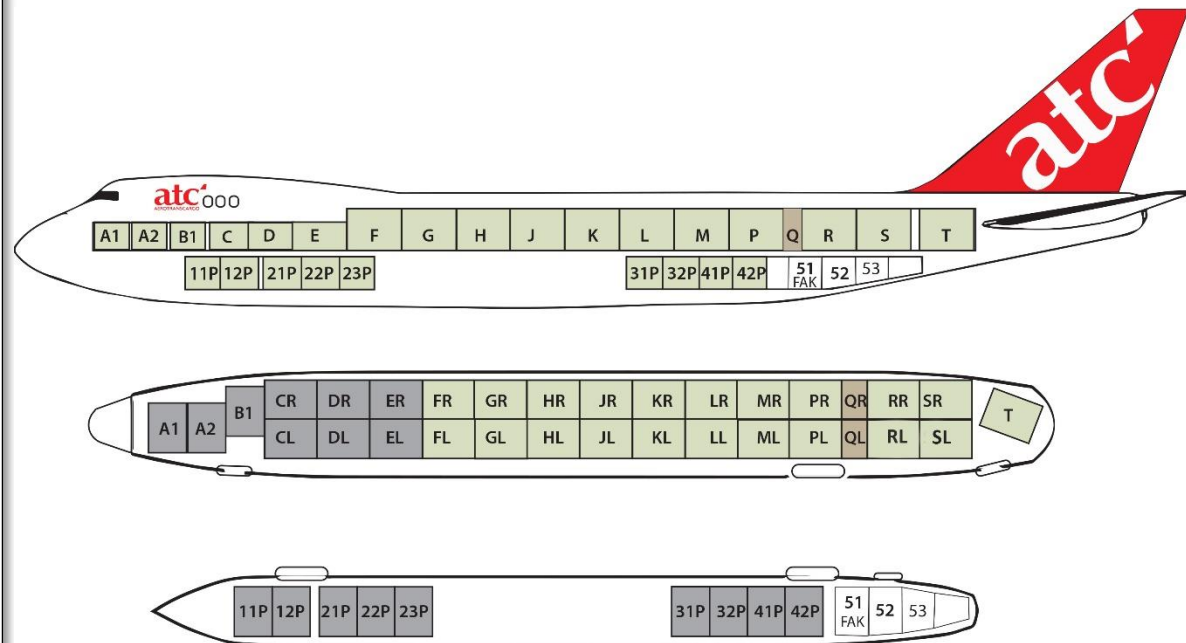 atc
atc 000
AEROTRANSCARGO
A1 A2 B1 C D E F G H J K L M P Q R S T
11P 12P 21P 22P 23P 31P 32P 41P 42P 51 52 53
FAK
CR DR ER FR GR HR JR KR LR MR PR QR RR SR
A1 A2 B1 T
CL DL EL FL GL HL JL KL LL ML PL QL RL SL
11P 12P 21P 22P 23P 31P 32P 41P 42P 51 52 53
FAK